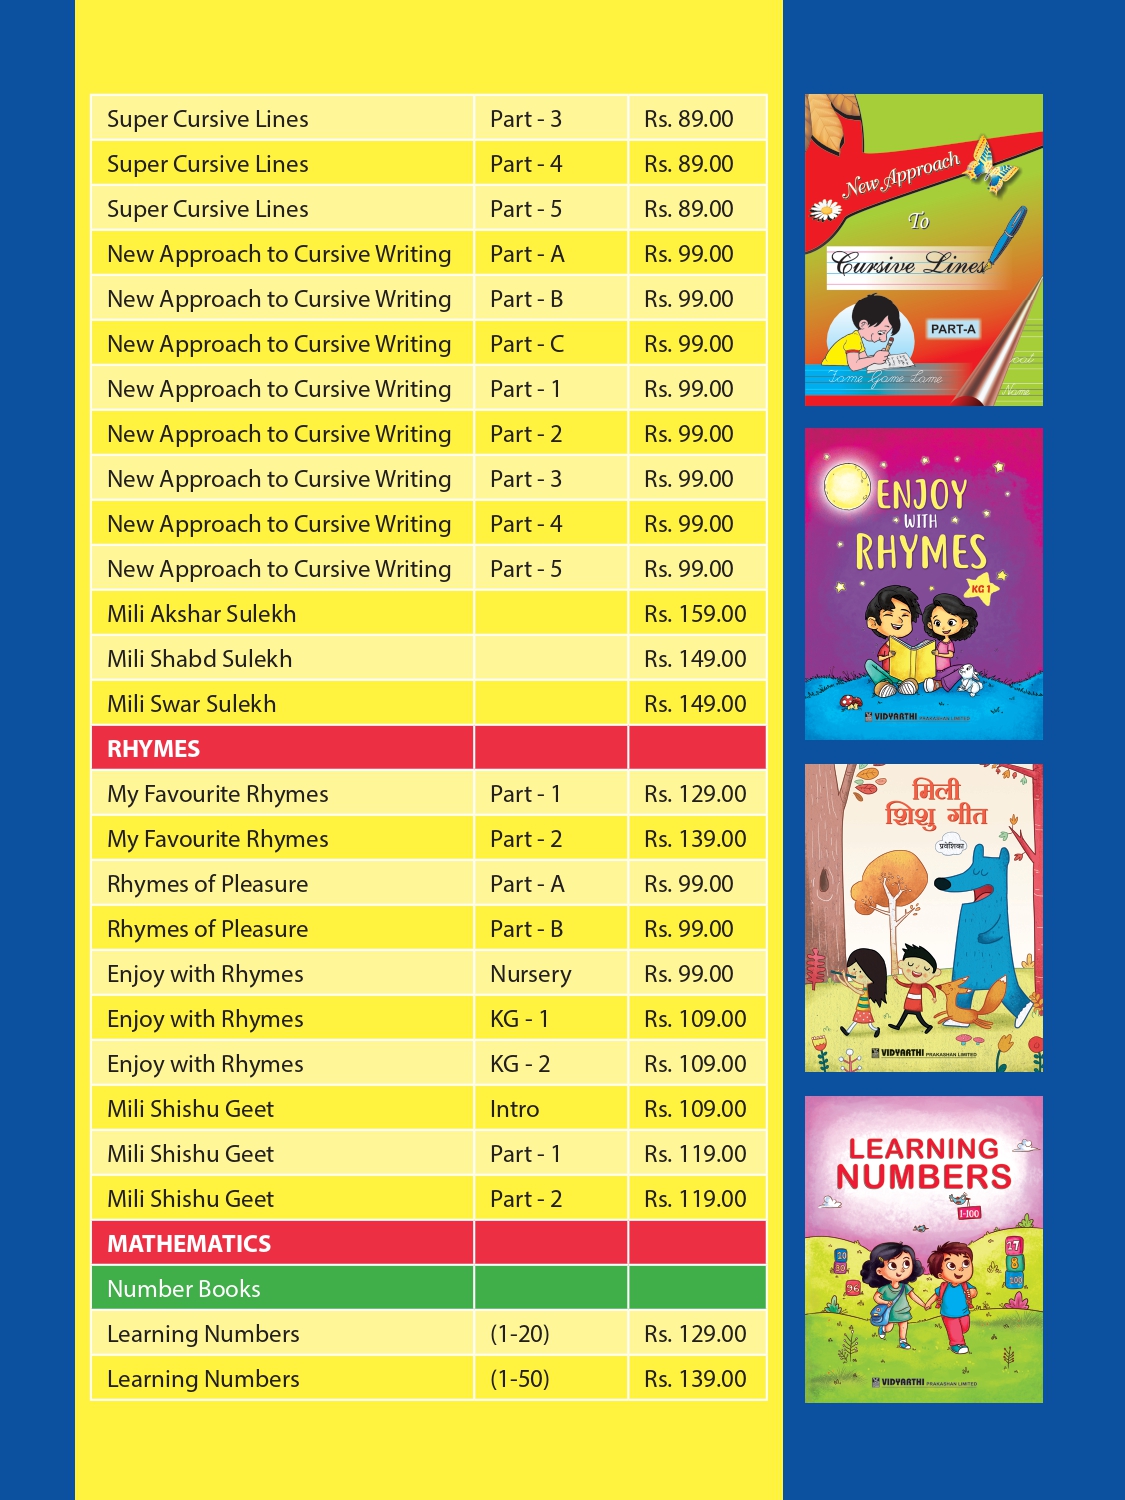 Super Cursive Lines Part - 3 Rs. 89.00
Super Cursive Lines Part - 4 Rs. 89.00
Super Cursive Lines Part - 5 Rs. 89.00
New Approach to Cursive Writing Part - A Rs. 99.00
New Approach to Cursive Writing Part - B Rs. 99.00
New Approach to Cursive Writing Part - C Rs. 99.00
New Approach to Cursive Writing Part - 1 Rs. 99.00
New Approach to Cursive Writing Part - 2 Rs. 99.00
New Approach to Cursive Writing Part - 3 Rs. 99.00
New Approach to Cursive Writing Part - 4 Rs. 99.00
New Approach to Cursive Writing Part - 5 Rs. 99.00
Mili Akshar Sulekh Rs. 159.00
Mili Shabd Sulekh Rs. 149.00
Mili Swar Sulekh Rs. 149.00
RHYMES
My Favourite Rhymes Part - 1 Rs. 129.00
My Favourite Rhymes Part - 2 Rs. 139.00
Rhymes of Pleasure Part - A Rs. 99.00
Rhymes of Pleasure Part - B Rs. 99.00
Enjoy with Rhymes Nursery Rs. 99.00
Enjoy with Rhymes KG - 1 Rs. 109.00
Enjoy with Rhymes KG - 2 Rs. 109.00
Mili Shishu Geet Intro Rs. 109.00
Mili Shishu Geet Part - 1 Rs. 119.00
Mili Shishu Geet Part - 2 Rs. 119.00
MATHEMATICS
Number Books
Learning Numbers (1-20) Rs. 129.00
Learning Numbers (1-50) Rs. 139.00
New Approach
To
Cursive Lines
PART-A
Fame Game Lame
Name
ENJOY
WITH
RHYMES
KG 1
VIDYARTHI PRAKASHAN LIMITED
मिली
शिशु गीत
प्रवेशिका
VIDYARTHI PRAKASHAN LIMITED
LEARNING
NUMBERS
1-100
17
8
100
96
VIDYARTHI PRAKASHAN LIMITED